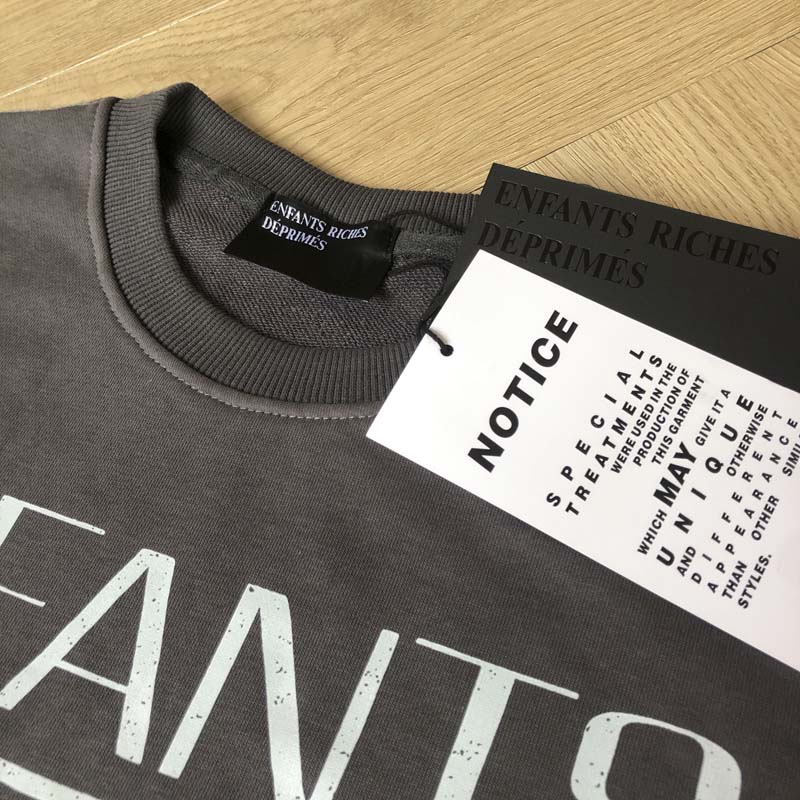 ENFANTS RICHES
DÉPRIMÉS
ENFANTS RICHES
DÉPRIMÉS
NOTICE
SPECIAL
TREATMENTS
WERE USED IN THE
PRODUCTION OF
THIS GARMENT
WHICH MAY GIVE IT A
UNIQUE
AND OTHERWISE
DIFFERENT
APPEARANCE
THAN OTHER
STYLES.
FANTS